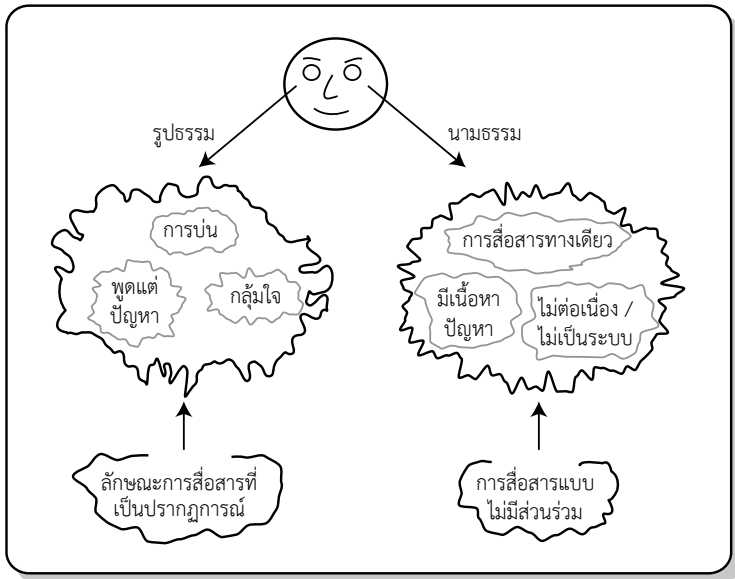 รูปธรรม
นามธรรม
การบ่น
พูดแต่
ปัญหา
กลุ้มใจ
การสื่อสารทางเดียว
มีเนื้อหา
ปัญหา
ไม่ต่อเนื่อง /
ไม่เป็นระบบ
ลักษณะการสื่อสารที่
เป็นปรากฏการณ์
การสื่อสารแบบ
ไม่มีส่วนร่วม